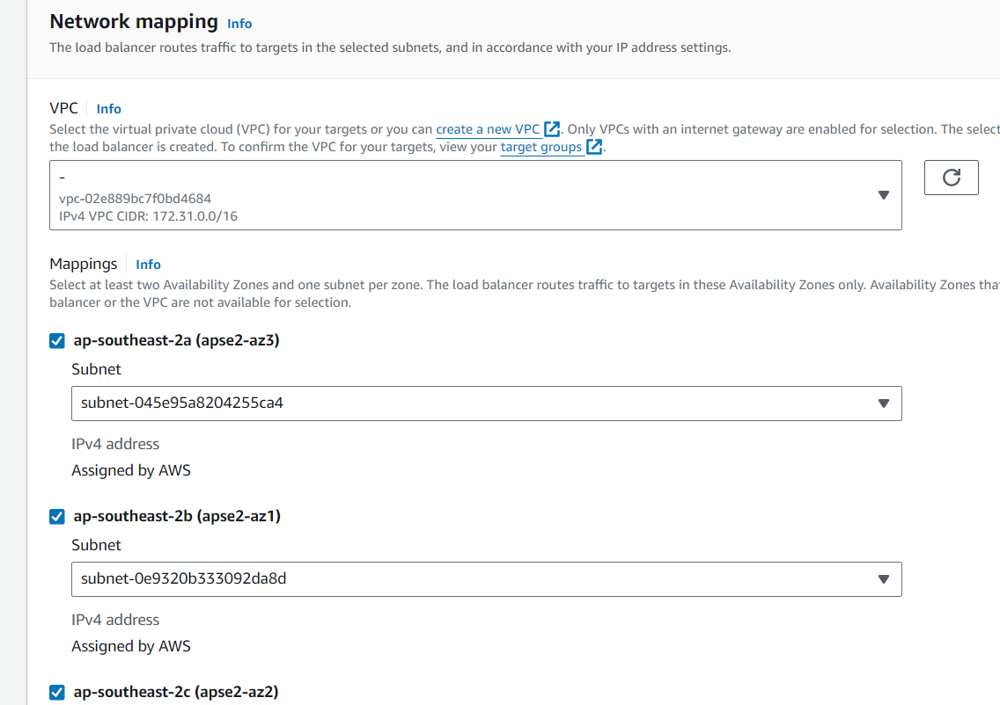 Network mapping Info
The load balancer routes traffic to targets in the selected subnets, and in accordance with your IP address settings.
VPC Info
Select the virtual private cloud (VPC) for your targets or you can create a new VPC. Only VPCs with an internet gateway are enabled for selection. The select
the load balancer is created. To confirm the VPC for your targets, view your target groups.
-
vpc-02e889bc7f0bd4684
IPv4 VPC CIDR: 172.31.0.0/16
Mappings Info
Select at least two Availability Zones and one subnet per zone. The load balancer routes traffic to targets in these Availability Zones only. Availability Zones that
balancer or the VPC are not available for selection.
ap-southeast-2a (apse2-az3)
Subnet
subnet-045e95a8204255ca4
IPv4 address
Assigned by AWS
ap-southeast-2b (apse2-az1)
Subnet
subnet-0e9320b333092da8d
IPv4 address
Assigned by AWS
ap-southeast-2c (apse2-az2)